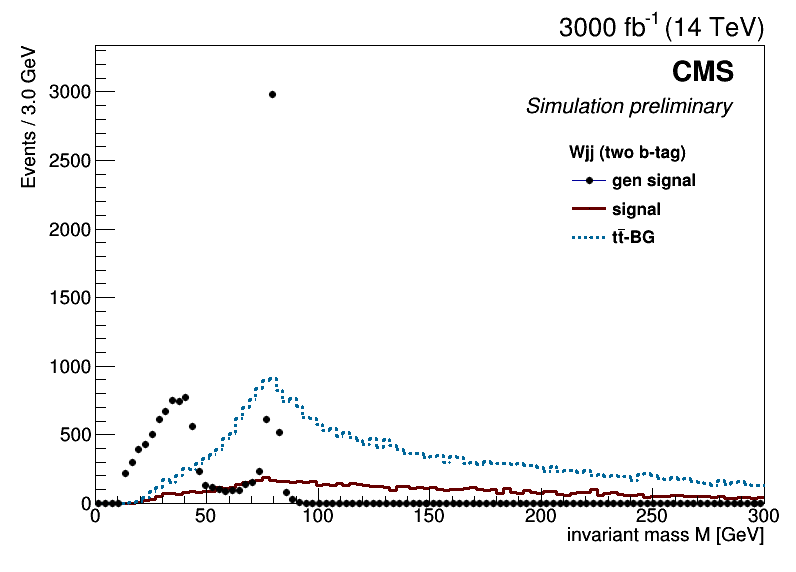 3000 fb⁻¹ (14 TeV)
CMS
Simulation preliminary
Wjj (two b-tag)
gen signal
signal
tt̄-BG
Events / 3.0 GeV
3000
2500
2000
1500
1000
500
0
0 50 100 150 200 250 300
invariant mass M [GeV]